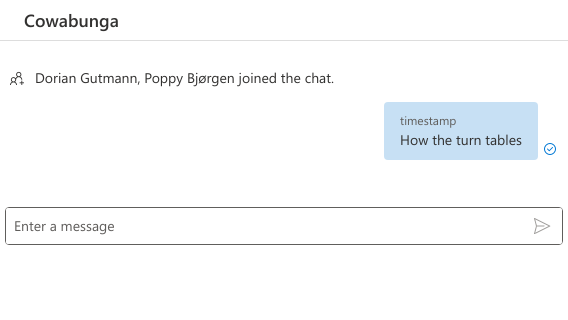 Cowabunga
Dorian Gutmann, Poppy Bjørgen joined the chat.
timestamp
How the turn tables
Enter a message